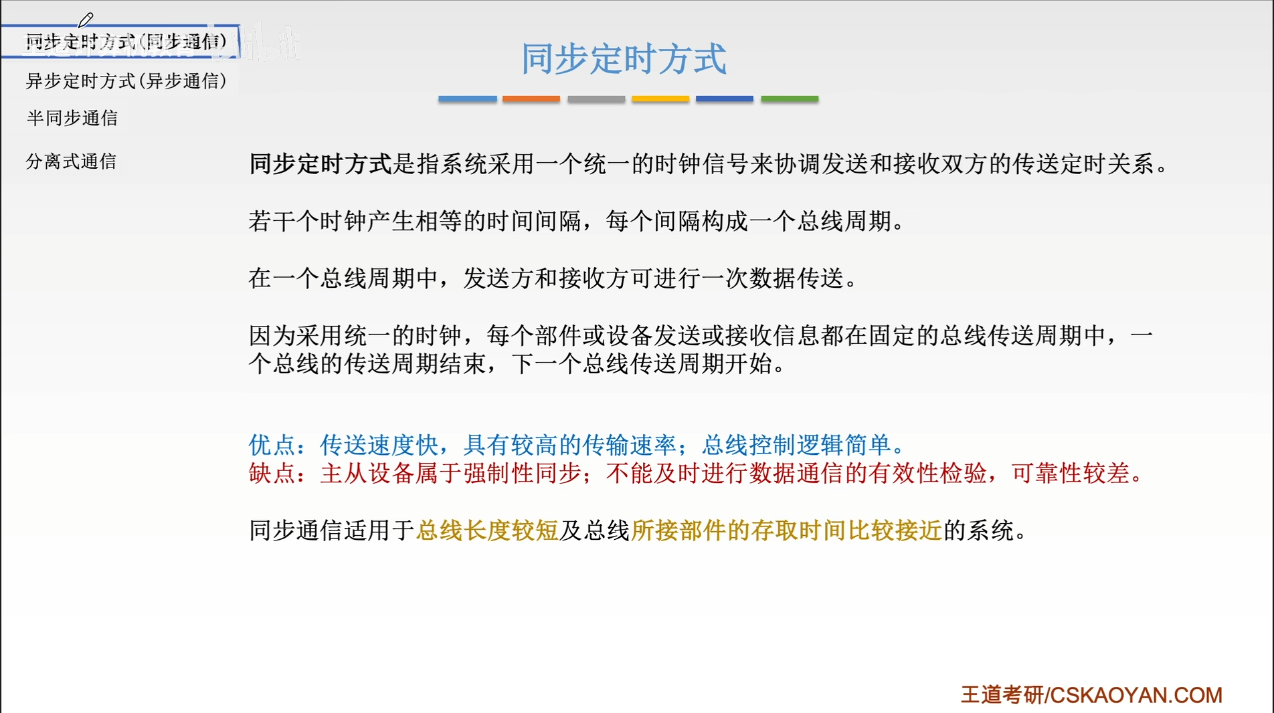 同步定时方式(同步通信)
异步定时方式(异步通信)
半同步通信
分离式通信
同步定时方式
同步定时方式是指系统采用一个统一的时钟信号来协调发送和接收双方的传送定时关系。
若干个时钟产生相等的时间间隔，每个间隔构成一个总线周期。
在一个总线周期中，发送方和接收方可进行一次数据传送。
因为采用统一的时钟，每个部件或设备发送或接收信息都在固定的总线传送周期中，一
个总线的传送周期结束，下一个总线传送周期开始。
优点：传送速度快，具有较高的传输速率；总线控制逻辑简单。
缺点：主从设备属于强制性同步；不能及时进行数据通信的有效性检验，可靠性较差。
同步通信适用于总线长度较短及总线所接部件的存取时间比较接近的系统。
王道考研/CSKAOYAN.COM